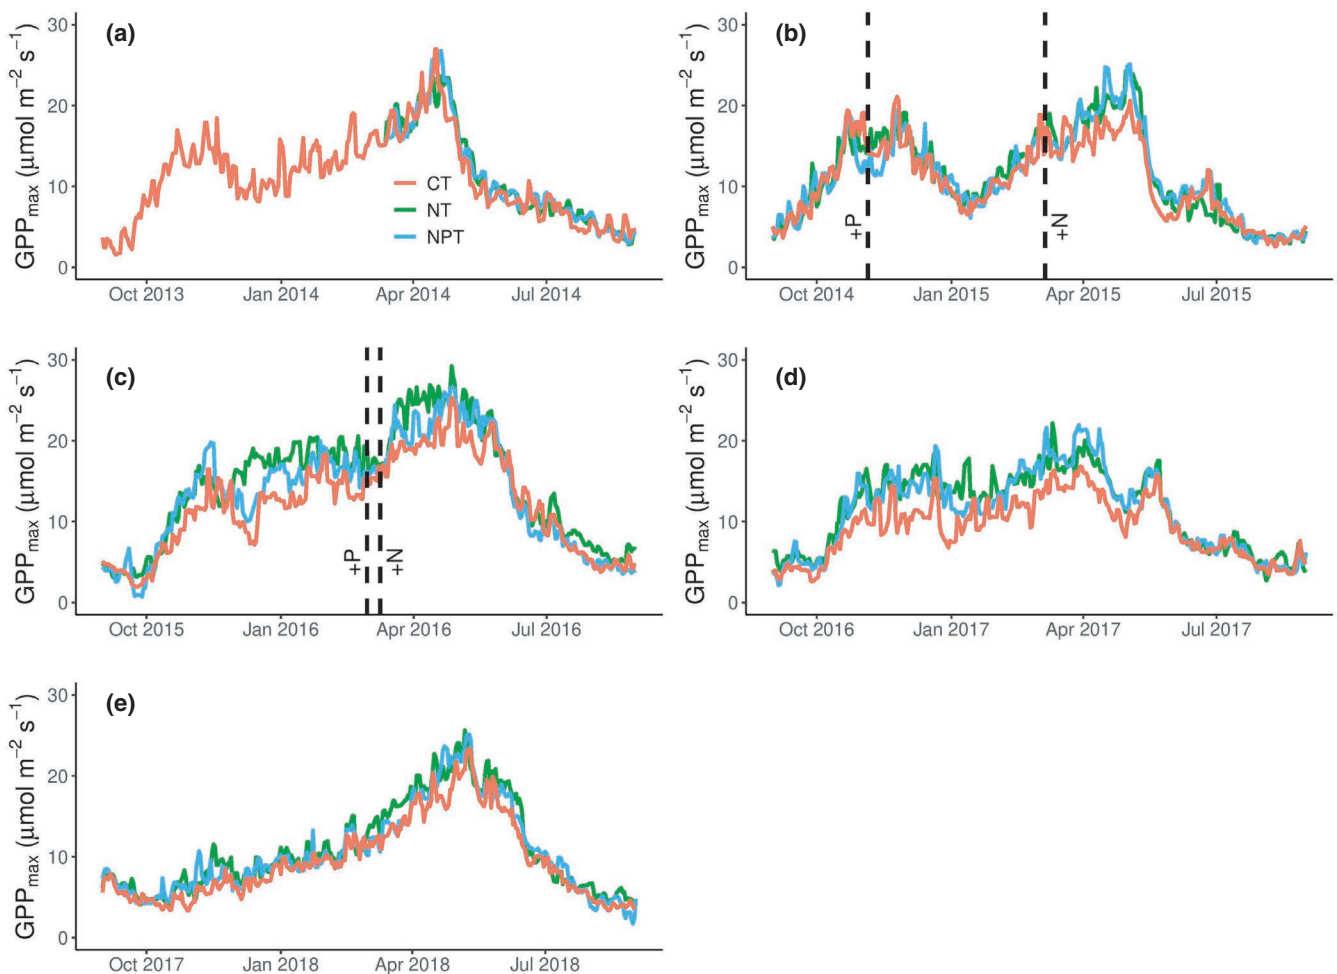 (a)
GPPmax (μmol m−2 s−1)
30
20
10
0
CT
NT
NPT
Oct 2013 Jan 2014 Apr 2014 Jul 2014
(b)
GPPmax (μmol m−2 s−1)
30
20
10
0
+P
+N
Oct 2014 Jan 2015 Apr 2015 Jul 2015
(c)
GPPmax (μmol m−2 s−1)
30
20
10
0
+P
+N
Oct 2015 Jan 2016 Apr 2016 Jul 2016
(d)
GPPmax (μmol m−2 s−1)
30
20
10
0
Oct 2016 Jan 2017 Apr 2017 Jul 2017
(e)
GPPmax (μmol m−2 s−1)
30
20
10
0
Oct 2017 Jan 2018 Apr 2018 Jul 2018